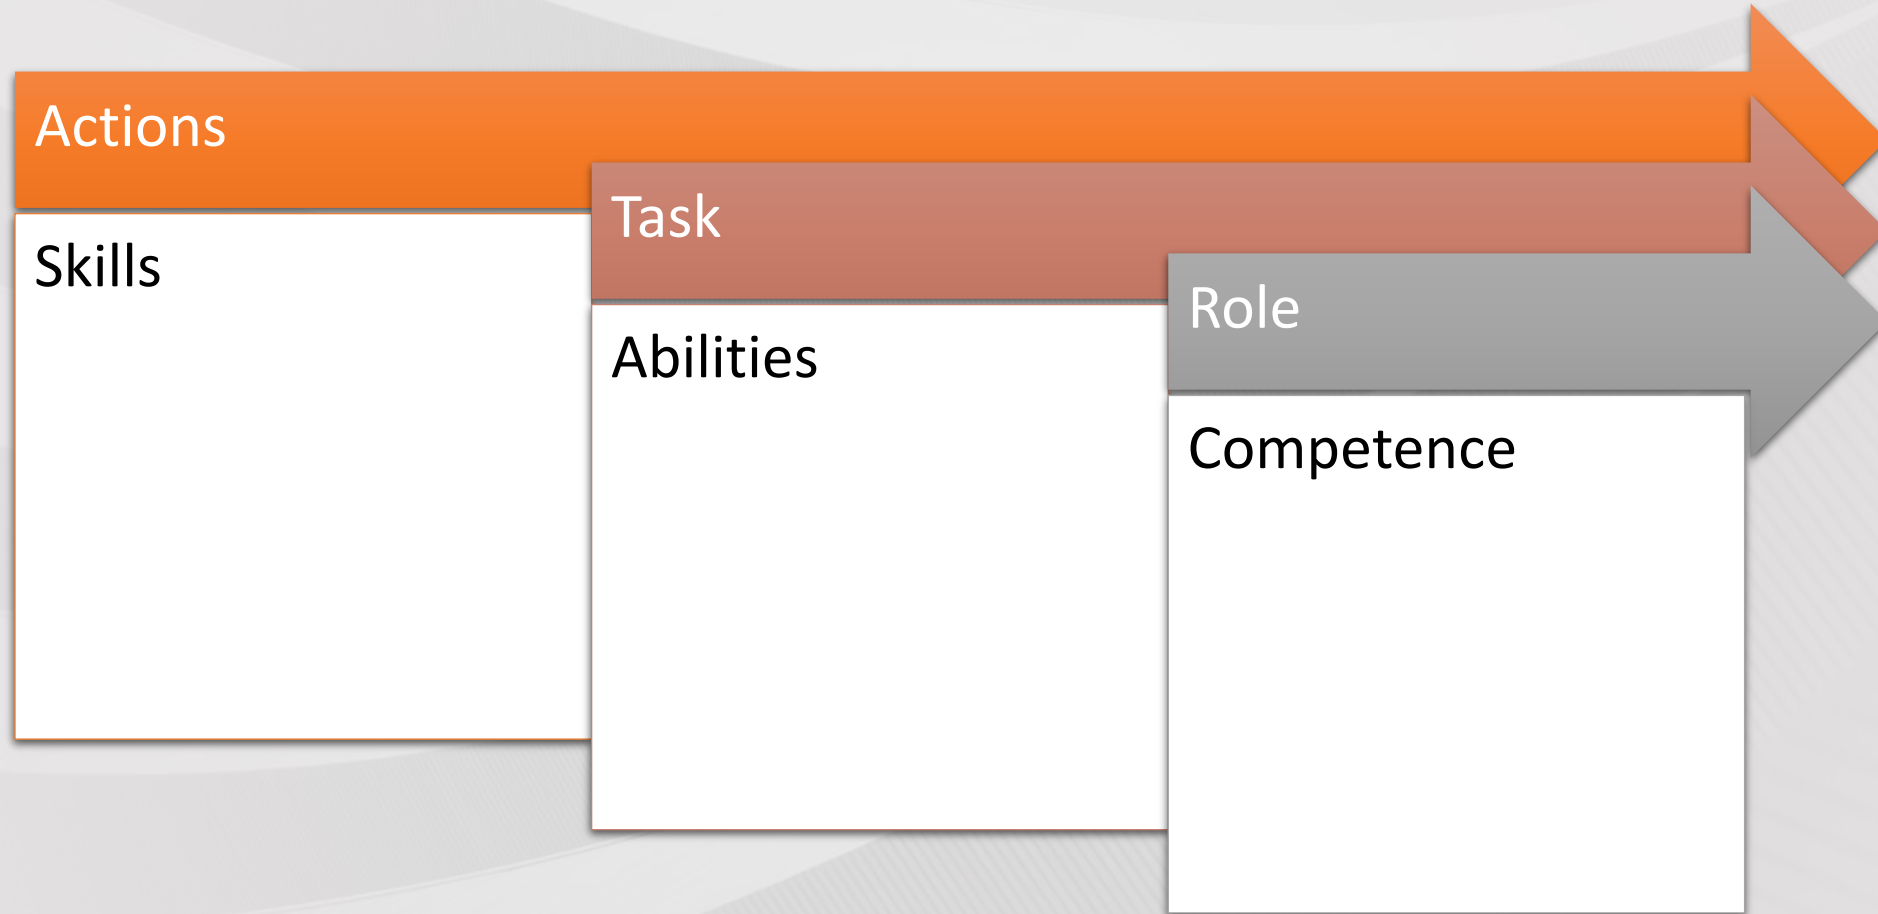 Actions
Skills
Task
Abilities
Role
Competence